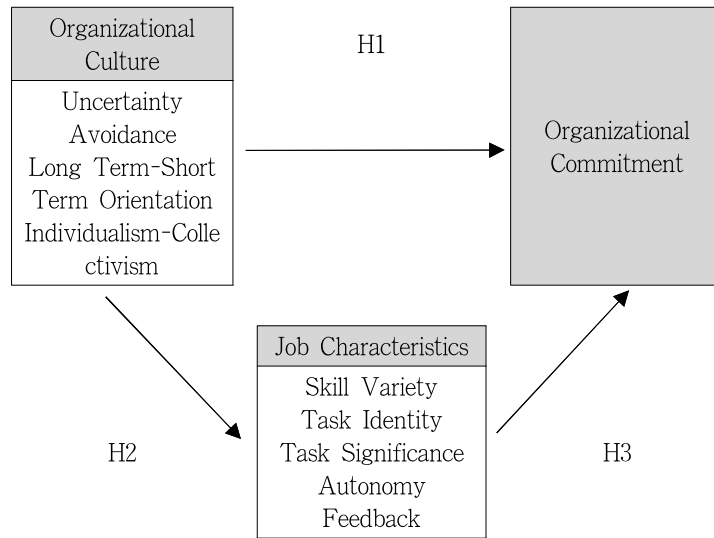 Organizational
Culture
Uncertainty
Avoidance
Long Term-Short
Term Orientation
Individualism-Colle
ctivism
H1
Organizational
Commitment
Job Characteristics
Skill Variety
Task Identity
Task Significance
Autonomy
Feedback
H2
H3